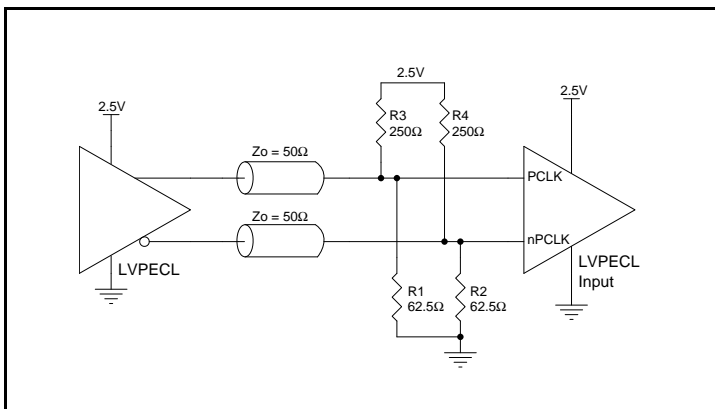 2.5V
2.5V
2.5V
R3
250Ω
R4
250Ω
Zo = 50Ω
PCLK
Zo = 50Ω
nPCLK
LVPECL
LVPECL
Input
R1
62.5Ω
R2
62.5Ω